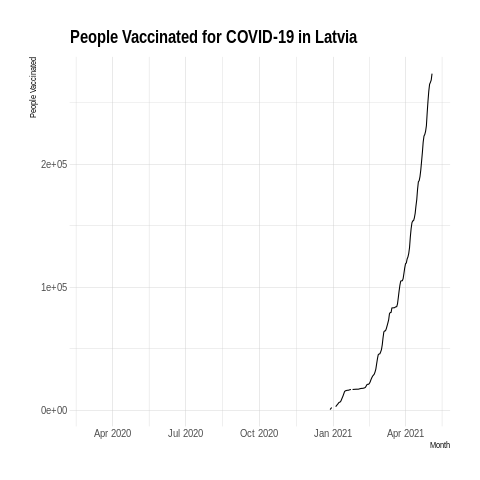 People Vaccinated for COVID-19 in Latvia
People Vaccinated
2e+05
1e+05
0e+00
Apr 2020 Jul 2020 Oct 2020 Jan 2021 Apr 2021
Month